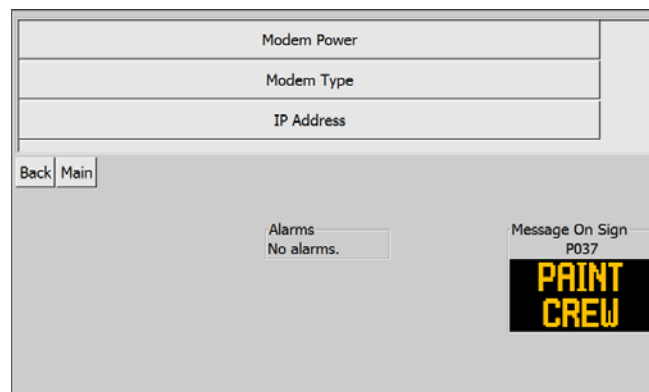 Modem Power
Modem Type
IP Address
Back Main
Alarms
No alarms.
Message On Sign
P037
PAINT
CREW